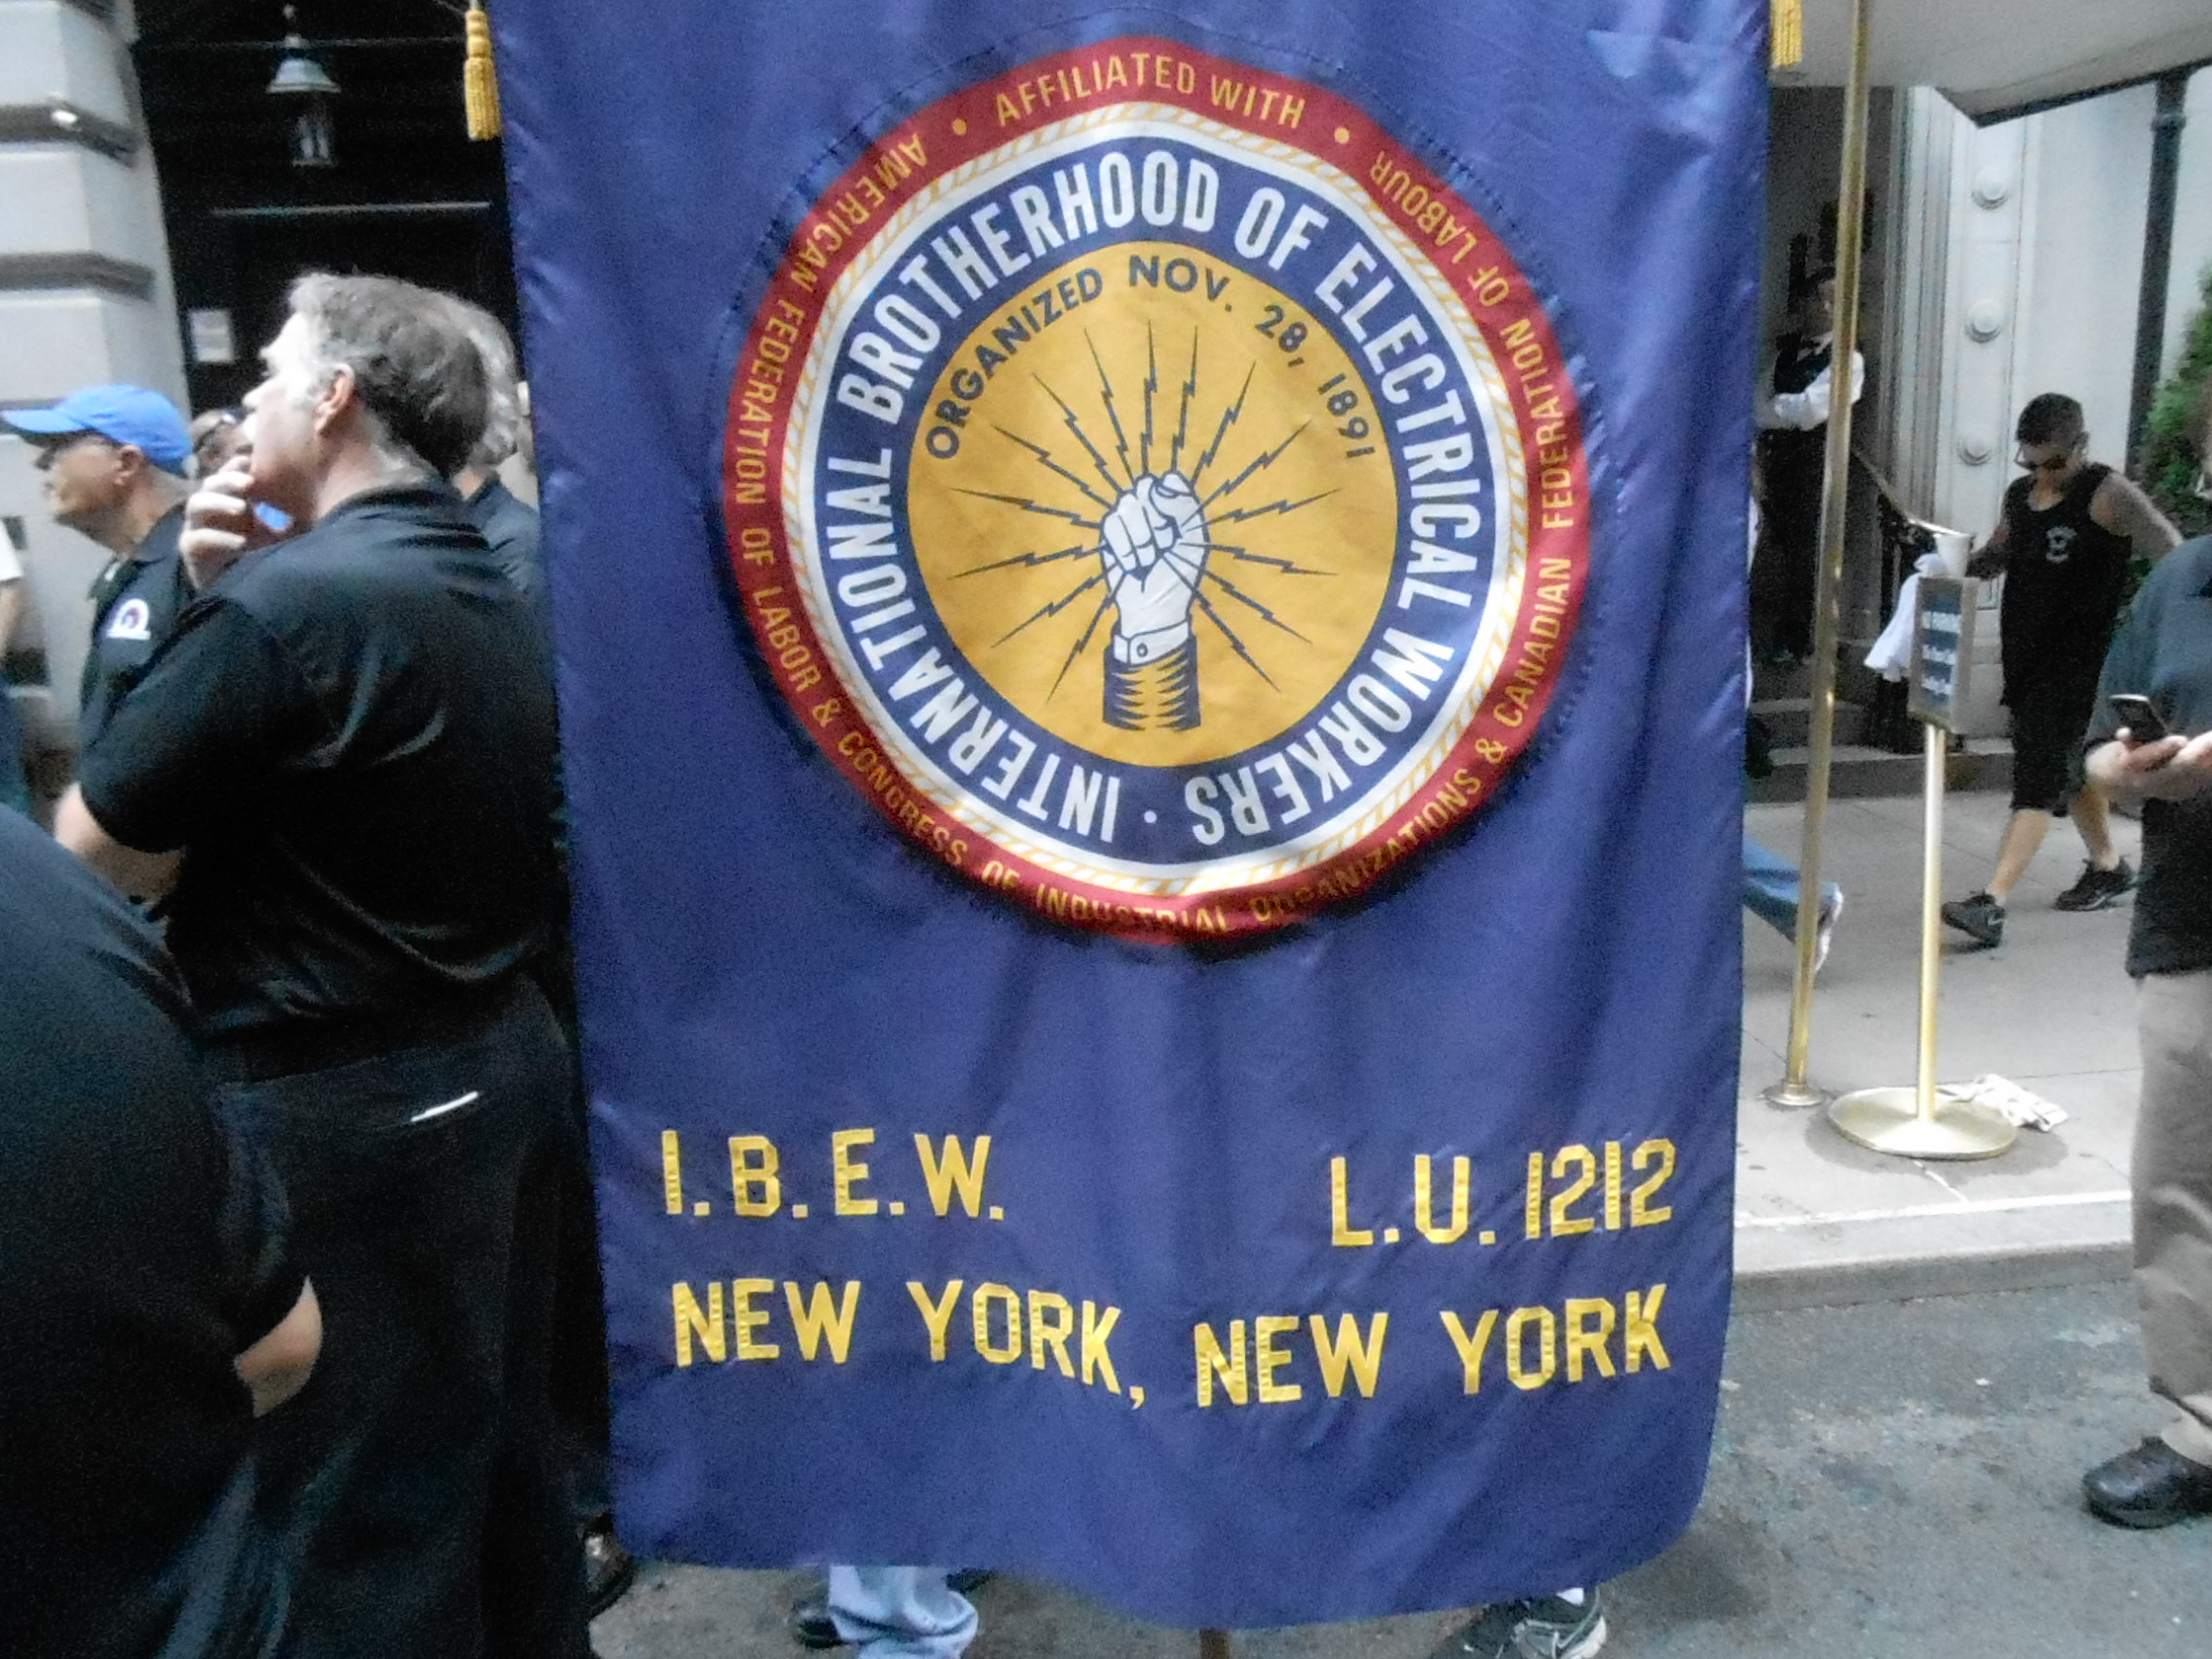 • AFFILIATED WITH •
AMERICAN FEDERATION OF LABOR & CONGRESS OF INDUSTRIAL ORGANIZATIONS & CANADIAN FEDERATION OF LABOUR
INTERNATIONAL BROTHERHOOD OF ELECTRICAL WORKERS ·
ORGANIZED NOV. 28, 1891
I.B.E.W. L.U. 1212
NEW YORK, NEW YORK